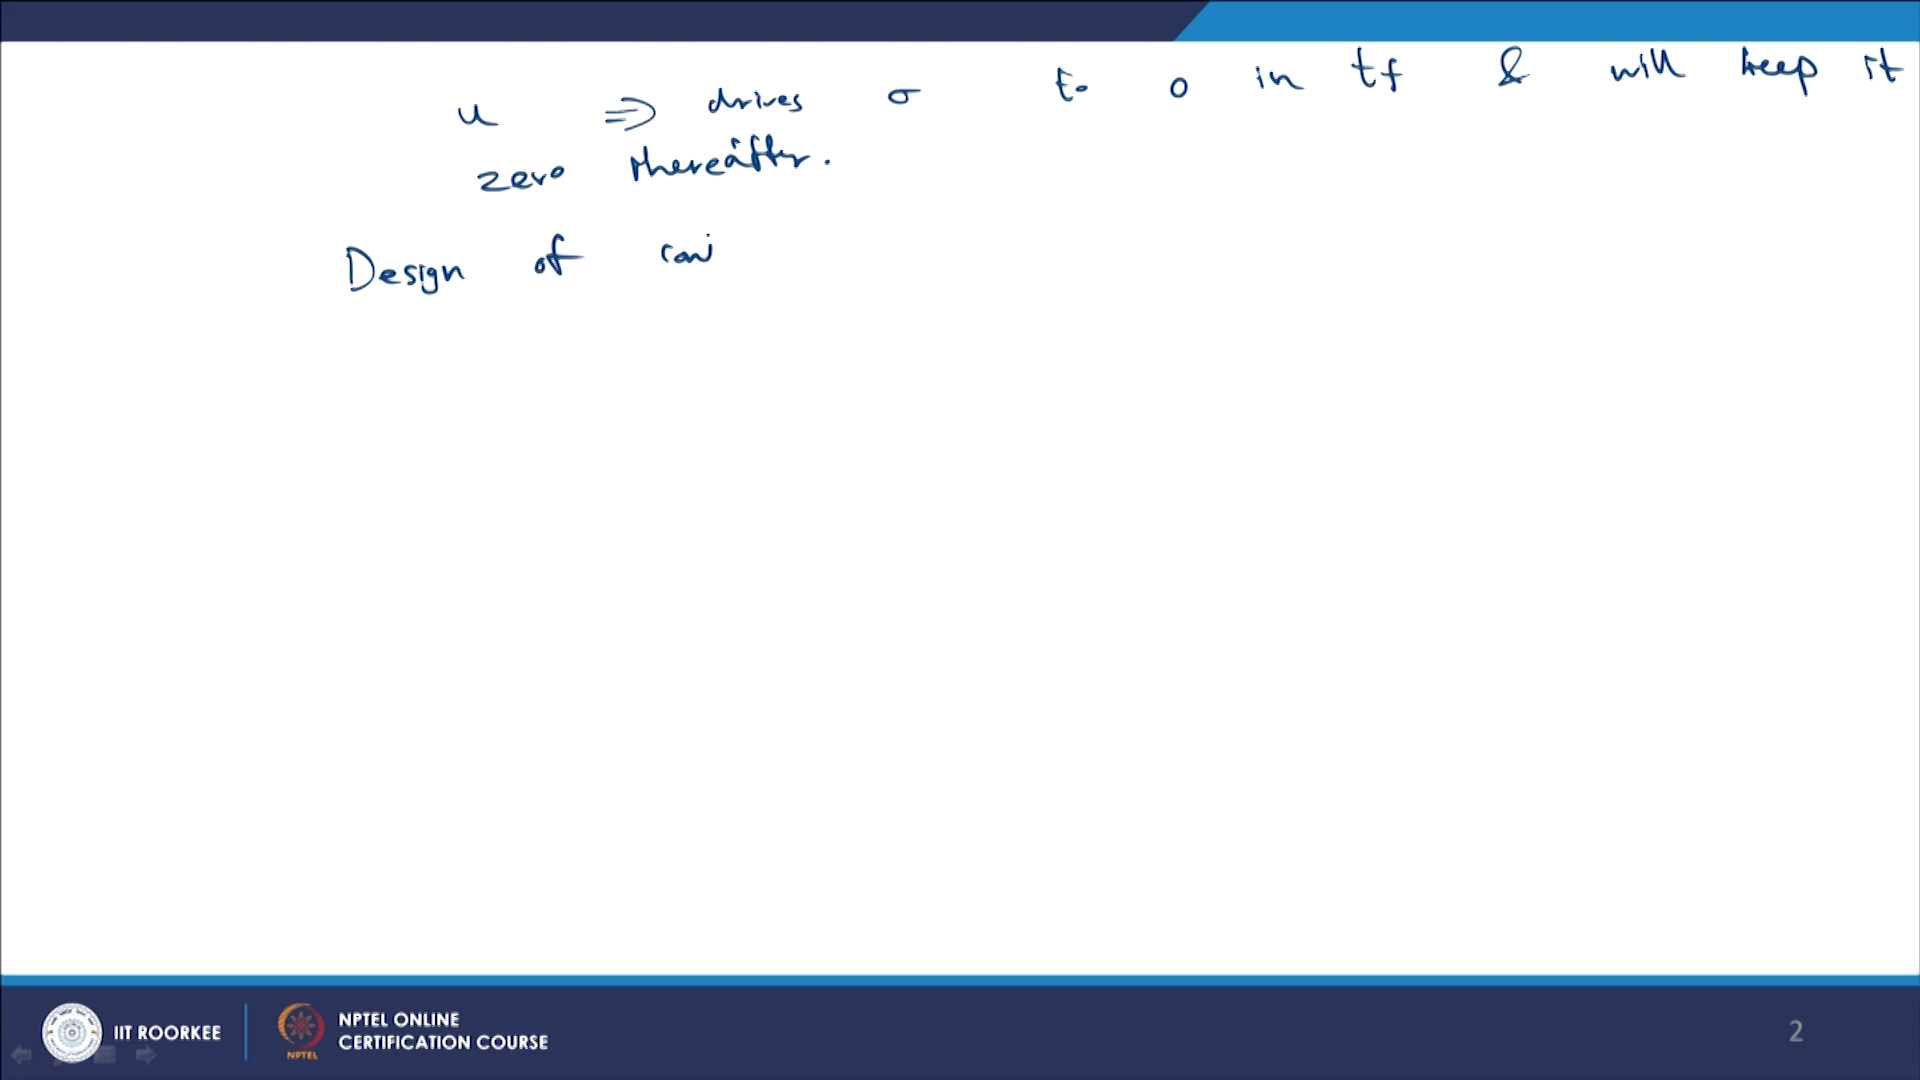 u ⇒ drives σ to 0 in tf & will keep it
zero thereafter.
Design of
IIT ROORKEE
NPTEL
NPTEL ONLINE
CERTIFICATION COURSE
2